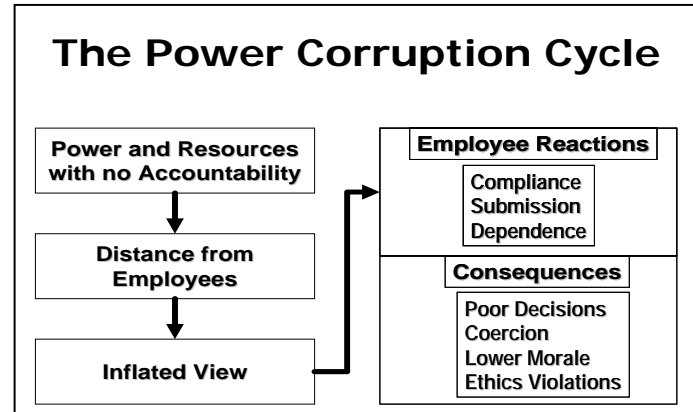 The Power Corruption Cycle
Power and Resources
with no Accountability
Distance from
Employees
Inflated View
Employee Reactions
Compliance
Submission
Dependence
Consequences
Poor Decisions
Coercion
Lower Morale
Ethics Violations